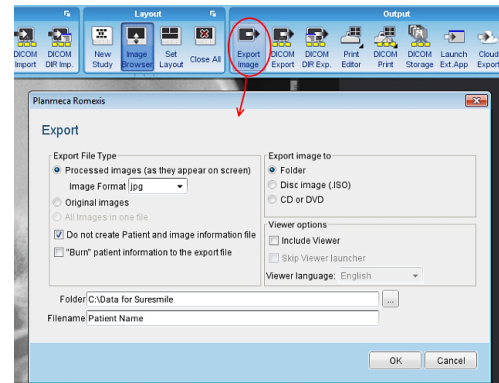 Layout
Output
DICOM Import
DICOM DIR Imp.
New Study
Image Browser
Set Layout
Close All
Export Image
DICOM Export
DICOM DIR Exp.
Print Editor
DICOM Print
DICOM Storage
Launch Ext.App
Cloud Export
Planmeca Romexis
Export
Export File Type
Processed images (as they appear on screen)
Image Format jpg
Original images
All Images in one file
Do not create Patient and image information file
"Burn" patient information to the export file
Export image to
Folder
Disc image (.ISO)
CD or DVD
Viewer options
Include Viewer
Skip Viewer launcher
Viewer language: English
Folder C:\Data for Suresmile
...
Filename Patient Name
OK
Cancel